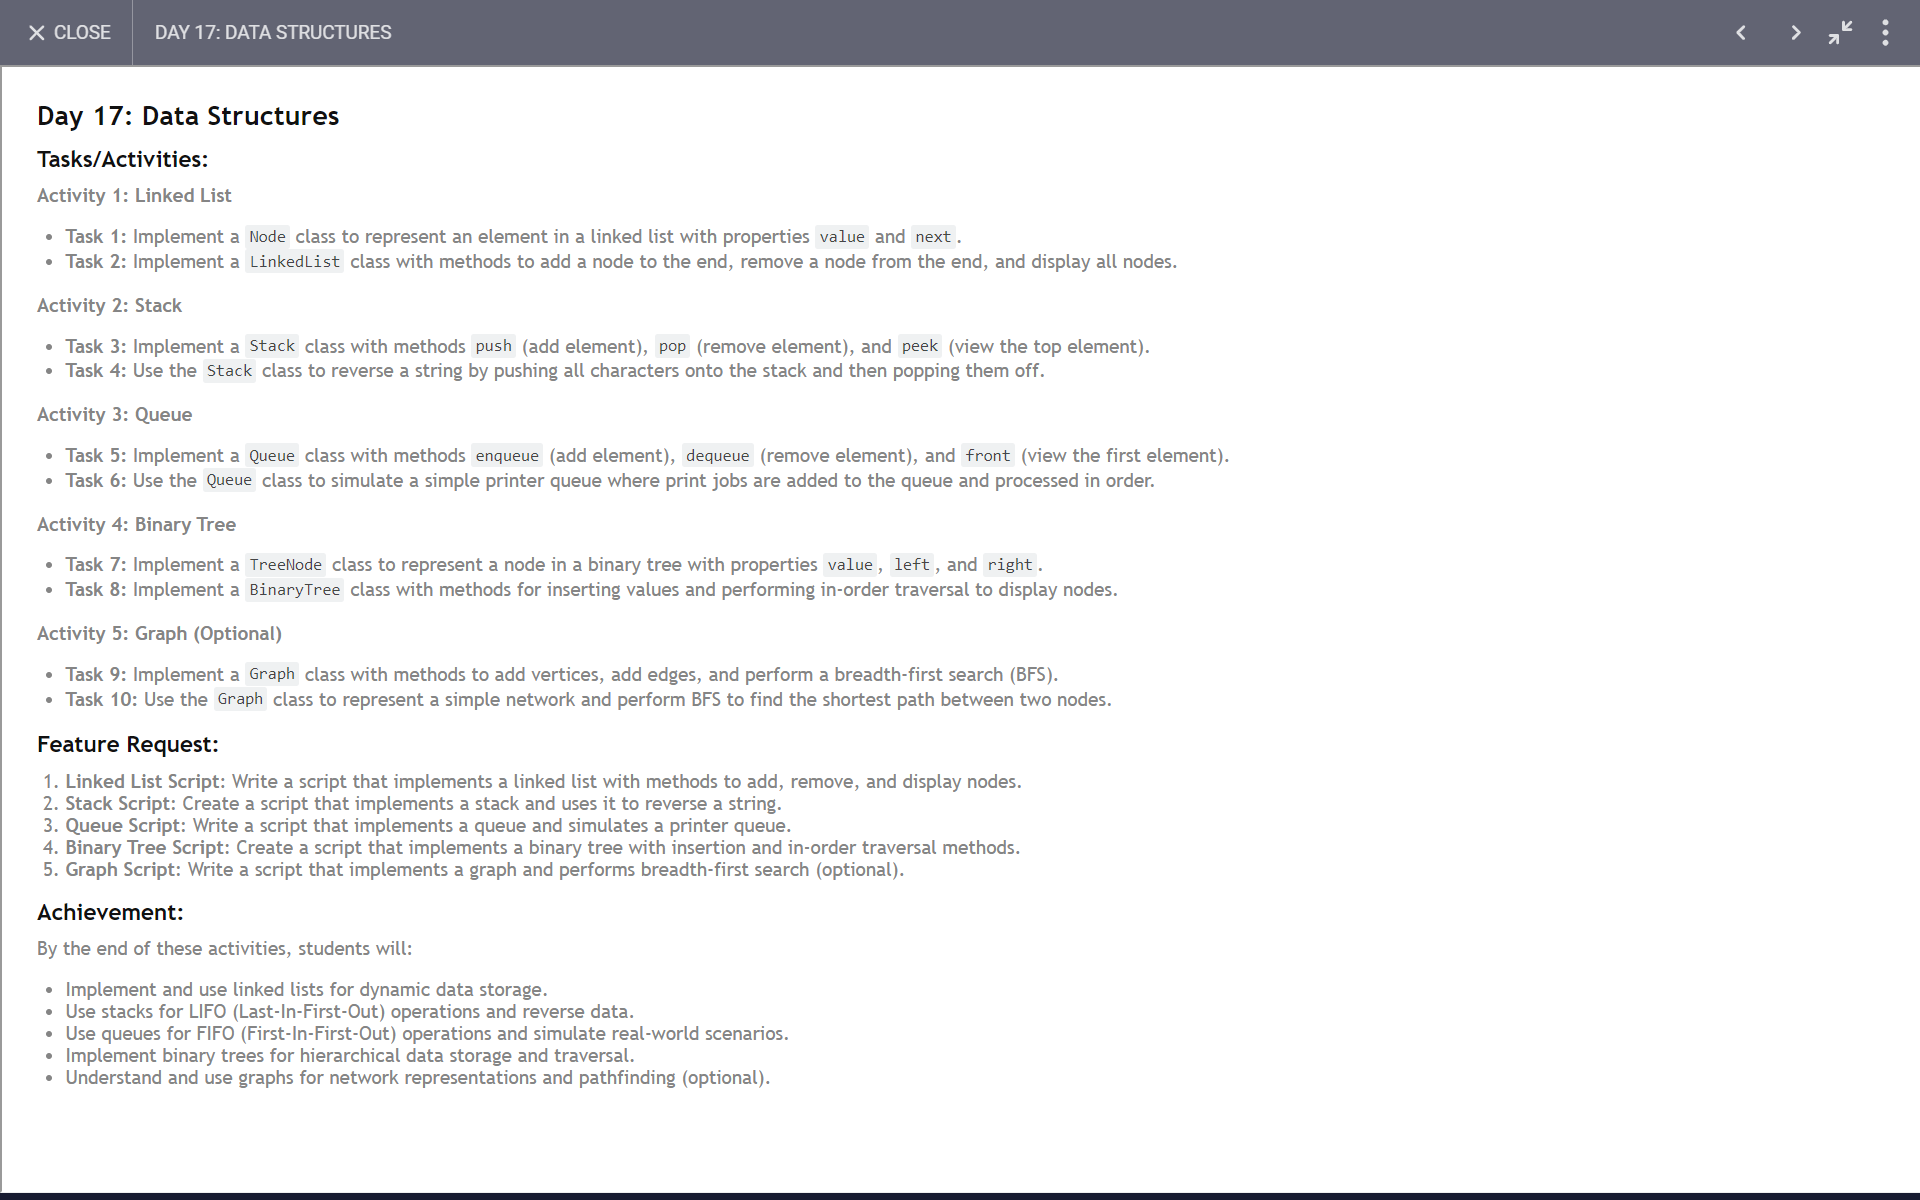 CLOSE
DAY 17: DATA STRUCTURES
Day 17: Data Structures
Tasks/Activities:
Activity 1: Linked List
• Task 1: Implement a Node class to represent an element in a linked list with properties value and next.
• Task 2: Implement a LinkedList class with methods to add a node to the end, remove a node from the end, and display all nodes.
Activity 2: Stack
• Task 3: Implement a Stack class with methods push (add element), pop (remove element), and peek (view the top element).
• Task 4: Use the Stack class to reverse a string by pushing all characters onto the stack and then popping them off.
Activity 3: Queue
• Task 5: Implement a Queue class with methods enqueue (add element), dequeue (remove element), and front (view the first element).
• Task 6: Use the Queue class to simulate a simple printer queue where print jobs are added to the queue and processed in order.
Activity 4: Binary Tree
• Task 7: Implement a TreeNode class to represent a node in a binary tree with properties value, left, and right.
• Task 8: Implement a BinaryTree class with methods for inserting values and performing in-order traversal to display nodes.
Activity 5: Graph (Optional)
• Task 9: Implement a Graph class with methods to add vertices, add edges, and perform a breadth-first search (BFS).
• Task 10: Use the Graph class to represent a simple network and perform BFS to find the shortest path between two nodes.
Feature Request:
1. Linked List Script: Write a script that implements a linked list with methods to add, remove, and display nodes.
2. Stack Script: Create a script that implements a stack and uses it to reverse a string.
3. Queue Script: Write a script that implements a queue and simulates a printer queue.
4. Binary Tree Script: Create a script that implements a binary tree with insertion and in-order traversal methods.
5. Graph Script: Write a script that implements a graph and performs breadth-first search (optional).
Achievement:
By the end of these activities, students will:
• Implement and use linked lists for dynamic data storage.
• Use stacks for LIFO (Last-In-First-Out) operations and reverse data.
• Use queues for FIFO (First-In-First-Out) operations and simulate real-world scenarios.
• Implement binary trees for hierarchical data storage and traversal.
• Understand and use graphs for network representations and pathfinding (optional).